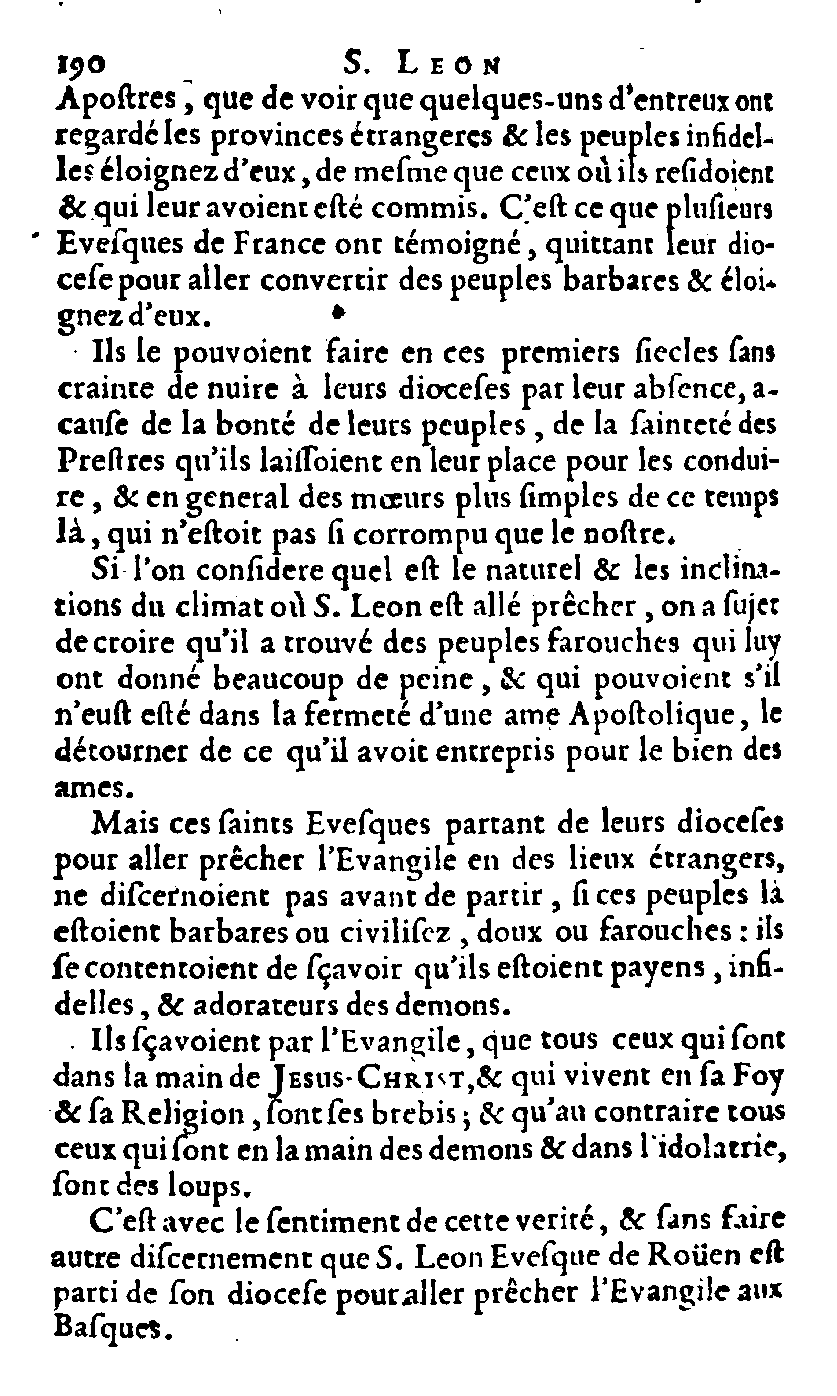 190 S. LEON
Apoſtres, que de voir que quelques-uns d'entreux ont
regardé les provinces étrangeres & les peuples infidel-
les éloignez d'eux, de meſme que ceux où ils reſidoient
& qui leur avoient eſté commis. C'eſt ce que pluſieurs
Eveſques de France ont témoigné, quittant leur dio-
ceſe pour aller convertir des peuples barbares & éloi-
gnez d'eux.
Ils le pouvoient faire en ces premiers ſiecles ſans
crainte de nuire à leurs dioceſes par leur abſence, a-
cauſe de la bonté de leurs peuples, de la ſainteté des
Preſtres qu'ils laiſſoient en leur place pour les condui-
re, & en general des mœurs plus ſimples de ce temps
là, qui n'eſtoit pas ſi corrompu que le noſtre.
Si l'on conſidere quel eſt le naturel & les inclina-
tions du climat où S. Leon eſt allé prêcher, on a ſujet
de croire qu'il a trouvé des peuples farouches qui luy
ont donné beaucoup de peine, & qui pouvoient s'il
n'euſt eſté dans la fermeté d'une ame Apoſtolique, le
détourner de ce qu'il avoit entrepris pour le bien des
ames.
Mais ces ſaints Eveſques partant de leurs dioceſes
pour aller prêcher l'Evangile en des lieux étrangers,
ne diſcernoient pas avant de partir, ſi ces peuples là
eſtoient barbares ou civiliſez, doux ou farouches : ils
ſe contentoient de ſçavoir qu'ils eſtoient payens, infi-
delles, & adorateurs des demons.
Ils ſçavoient par l'Evangile, que tous ceux qui ſont
dans la main de JESUS-CHRIST, & qui vivent en ſa Foy
& ſa Religion, ſont ſes brebis ; & qu'au contraire tous
ceux qui ſont en la main des demons & dans l'idolatrie,
ſont des loups.
C'eſt avec le ſentiment de cette verité, & ſans faire
autre diſcernement que S. Leon Eveſque de Roüen eſt
parti de ſon dioceſe pour aller prêcher l'Evangile aux
Baſques.